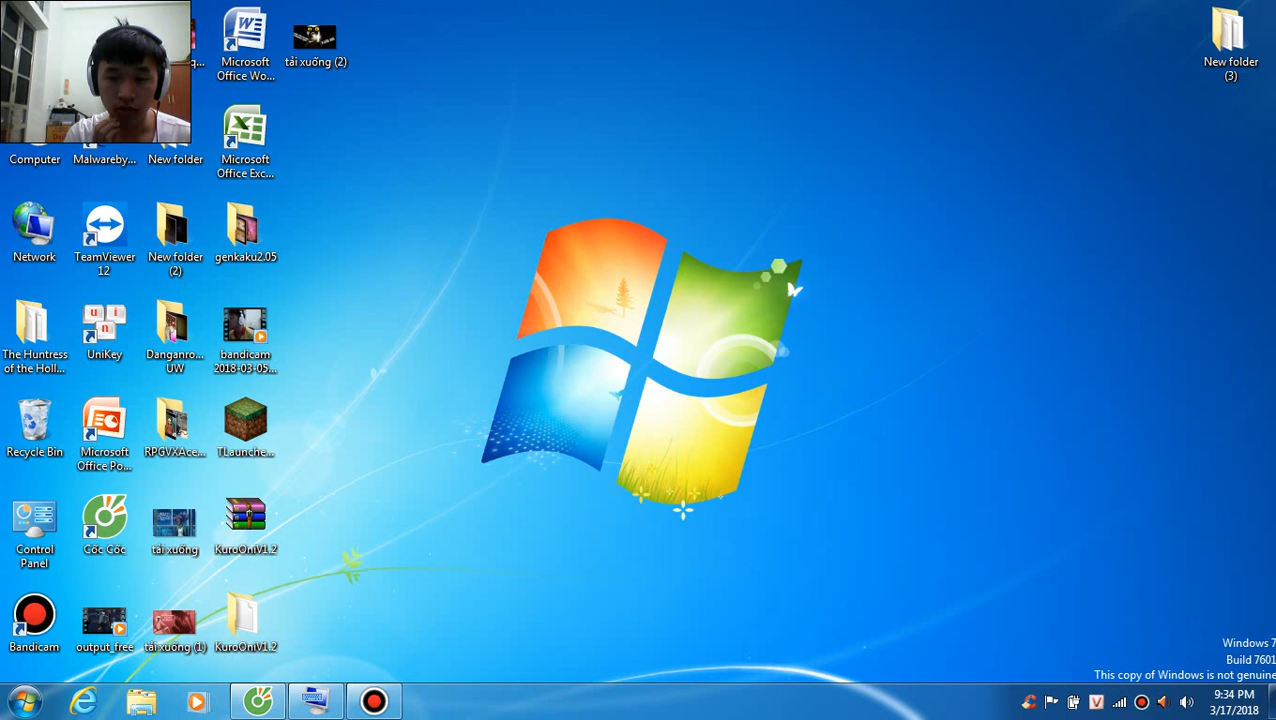 q...
Microsoft
Office Wo...
tải xuống (2)
New folder
(3)
Computer
Malwareby...
New folder
Microsoft
Office Exc...
Network
TeamViewer
12
New folder
(2)
genkaku2.05
The Huntress
of the Holl...
UniKey
Danganro...
UW
bandicam
2018-03-05...
Recycle Bin
Microsoft
Office Po...
RPGVXAce...
TLaunche...
Control
Panel
Cốc Cốc
tải xuống
KuroOniV1.2
Bandicam
output_free
tải xuống (1)
KuroOniV1.2
Windows 7
Build 7601
This copy of Windows is not genuine
9:34 PM
3/17/2018